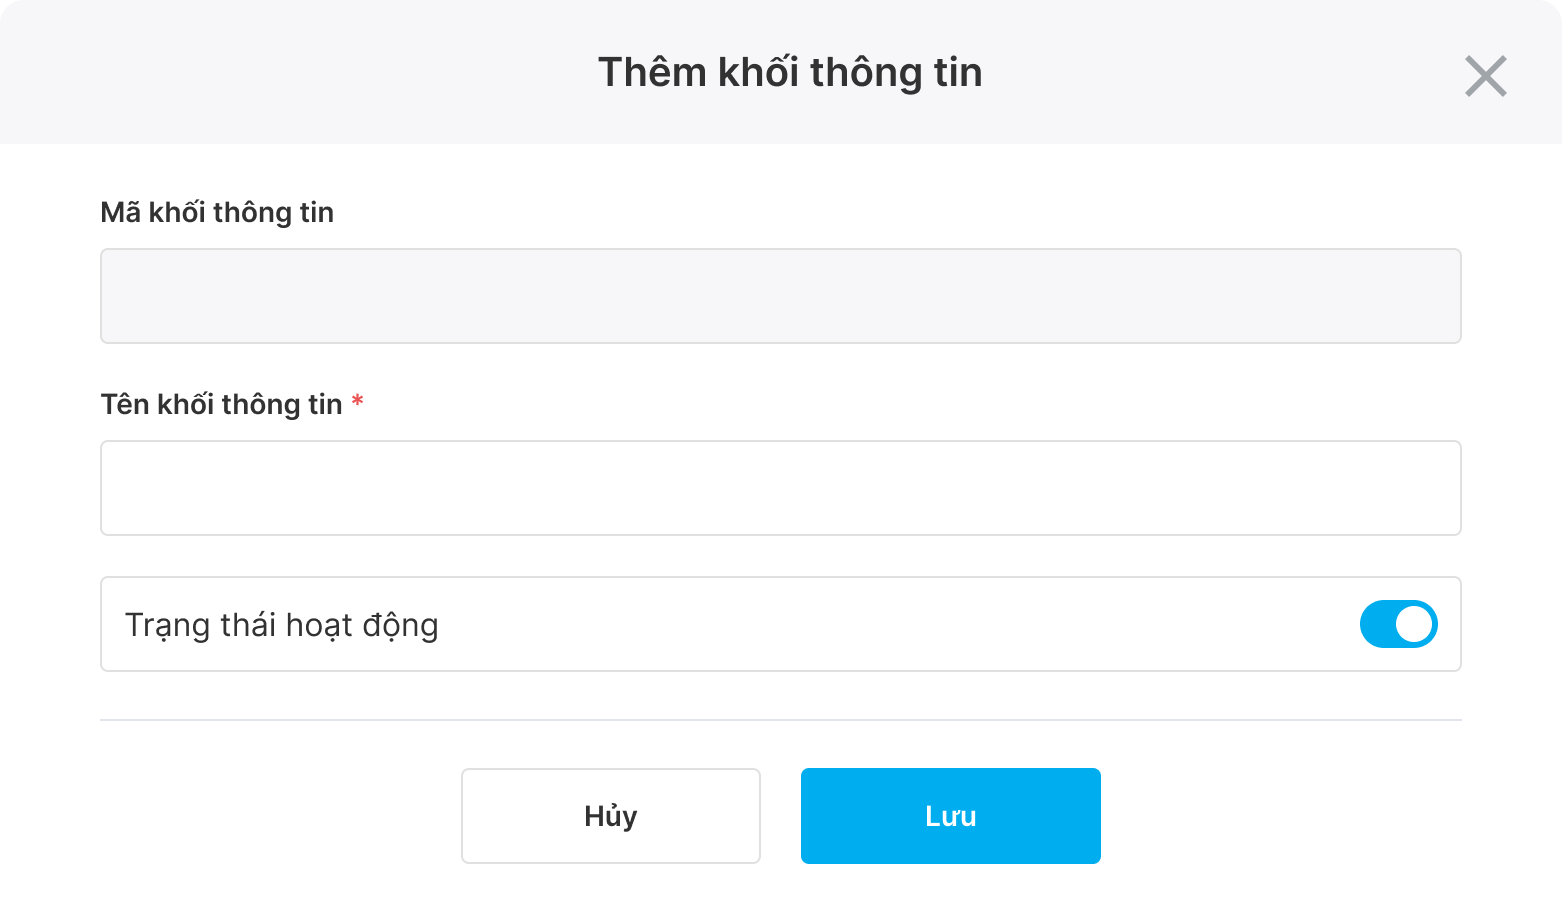 Thêm khối thông tin
Mã khối thông tin
Tên khối thông tin *
Trạng thái hoạt động
Hủy
Lưu